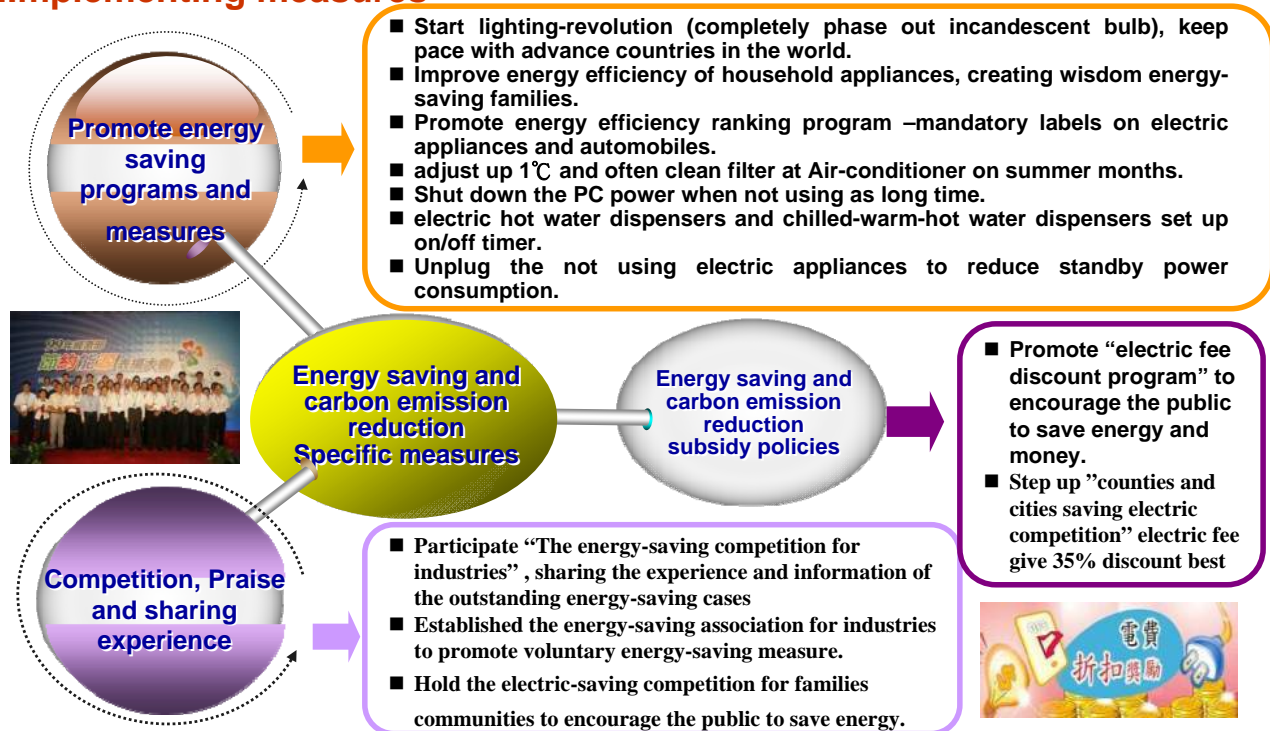 Implementing measures
Promote energy
saving
programs and
measures
■ Start lighting-revolution (completely phase out incandescent bulb), keep
pace with advance countries in the world.
■ Improve energy efficiency of household appliances, creating wisdom energy-
saving families.
■ Promote energy efficiency ranking program –mandatory labels on electric
appliances and automobiles.
■ adjust up 1℃ and often clean filter at Air-conditioner on summer months.
■ Shut down the PC power when not using as long time.
■ electric hot water dispensers and chilled-warm-hot water dispensers set up
on/off timer.
■ Unplug the not using electric appliances to reduce standby power
consumption.
節約能源
Energy saving and
carbon emission
reduction
Specific measures
Energy saving and
carbon emission
reduction
subsidy policies
■ Promote “electric fee
discount program” to
encourage the public
to save energy and
money.
■ Step up ”counties and
cities saving electric
competition” electric fee
give 35% discount best
Competition, Praise
and sharing
experience
■ Participate “The energy-saving competition for
industries” , sharing the experience and information of
the outstanding energy-saving cases
■ Established the energy-saving association for industries
to promote voluntary energy-saving measure.
■ Hold the electric-saving competition for families
communities to encourage the public to save energy.
電費
折扣獎勵